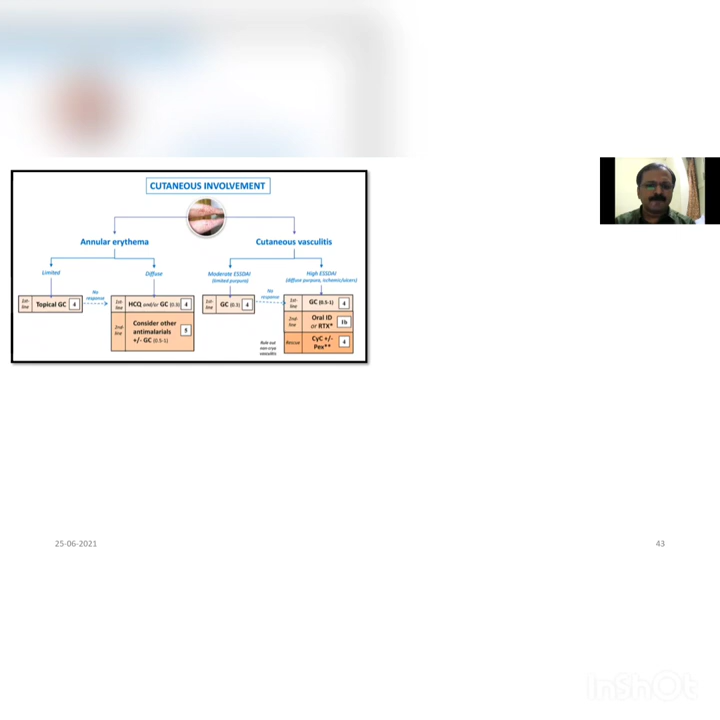 CUTANEOUS INVOLVEMENT
Annular erythema
Cutaneous vasculitis
Limited
Diffuse
Moderate ESSDAI
(limited purpura)
High ESSDAI
(diffuse purpura, ischemic/ulcers)
1st-line Topical GC 4
No response
1st-line HCQ and/or GC (0.3) 4
2nd-line Consider other antimalarials +/- GC (0.5-1) 5
1st-line GC (0.3) 4
No response
1st-line GC (0.5-1) 4
2nd-line Oral ID or RTX* 1b
Rescue CyC +/- Pex** 4
Rule out
non-cryo
vasculitis
25-06-2021
43
InShOt